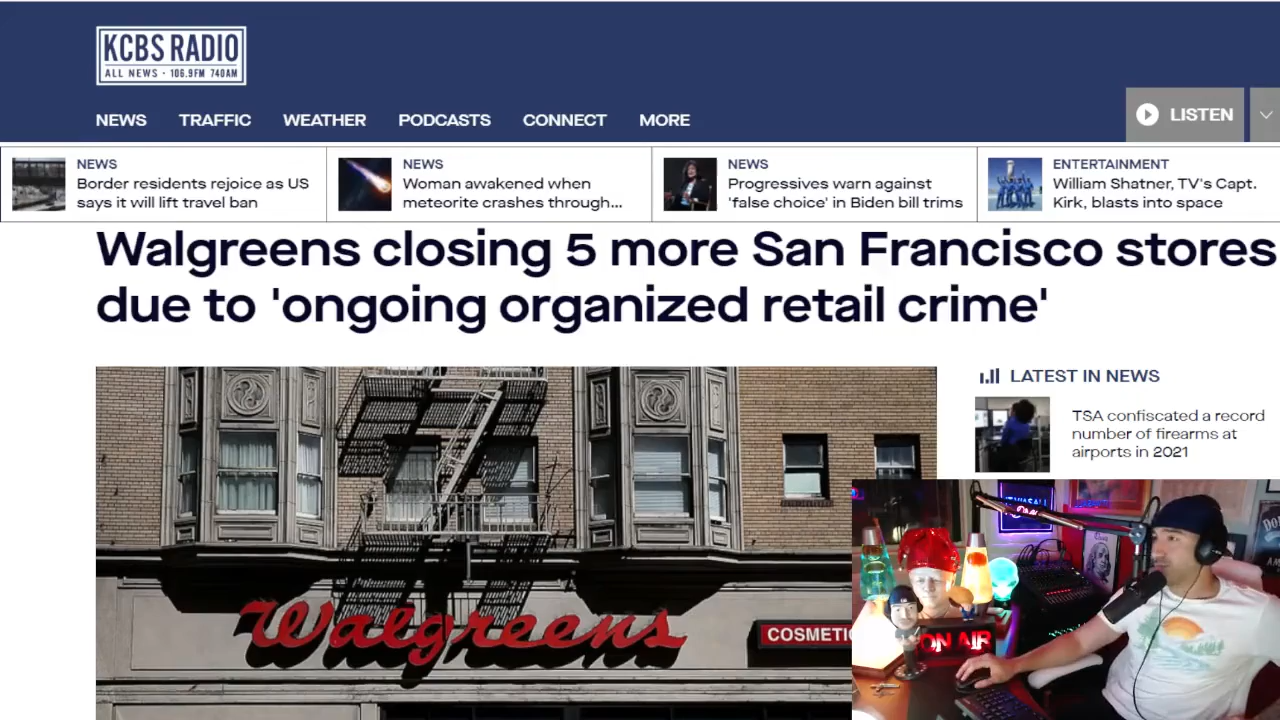 KCBS RADIO
ALL NEWS · 106.9FM 740AM
NEWS TRAFFIC WEATHER PODCASTS CONNECT MORE
LISTEN
NEWS
Border residents rejoice as US
says it will lift travel ban
NEWS
Woman awakened when
meteorite crashes through...
NEWS
Progressives warn against
'false choice' in Biden bill trims
ENTERTAINMENT
William Shatner, TV's Capt.
Kirk, blasts into space
Walgreens closing 5 more San Francisco stores
due to 'ongoing organized retail crime'
LATEST IN NEWS
TSA confiscated a record
number of firearms at
airports in 2021
Walgreens
ON AIR